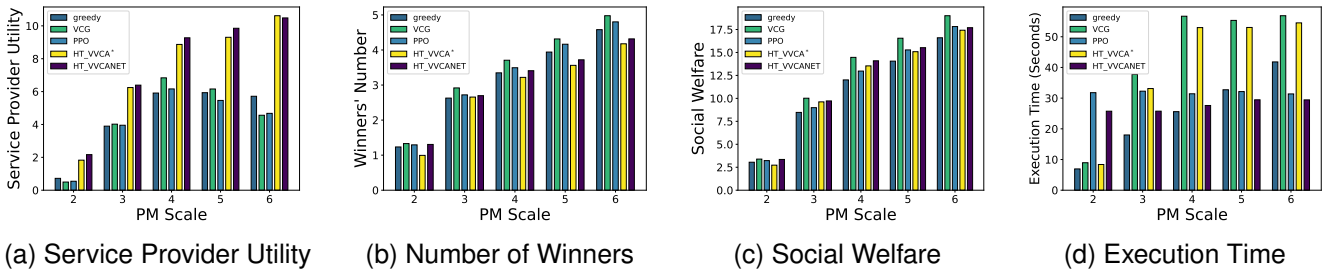 Service Provider Utility
10
8
6
4
2
0
2 3 4 5 6
PM Scale
greedy
VCG
PPO
HT_VVCA*
HT_VVCANET
(a) Service Provider Utility
Winners' Number
5
4
3
2
1
0
2 3 4 5 6
PM Scale
greedy
VCG
PPO
HT_VVCA*
HT_VVCANET
(b) Number of Winners
Social Welfare
17.5
15.0
12.5
10.0
7.5
5.0
2.5
0.0
2 3 4 5 6
PM Scale
greedy
VCG
PPO
HT_VVCA*
HT_VVCANET
(c) Social Welfare
Execution Time (Seconds)
50
40
30
20
10
0
2 3 4 5 6
PM Scale
greedy
VCG
PPO
HT_VVCA*
HT_VVCANET
(d) Execution Time